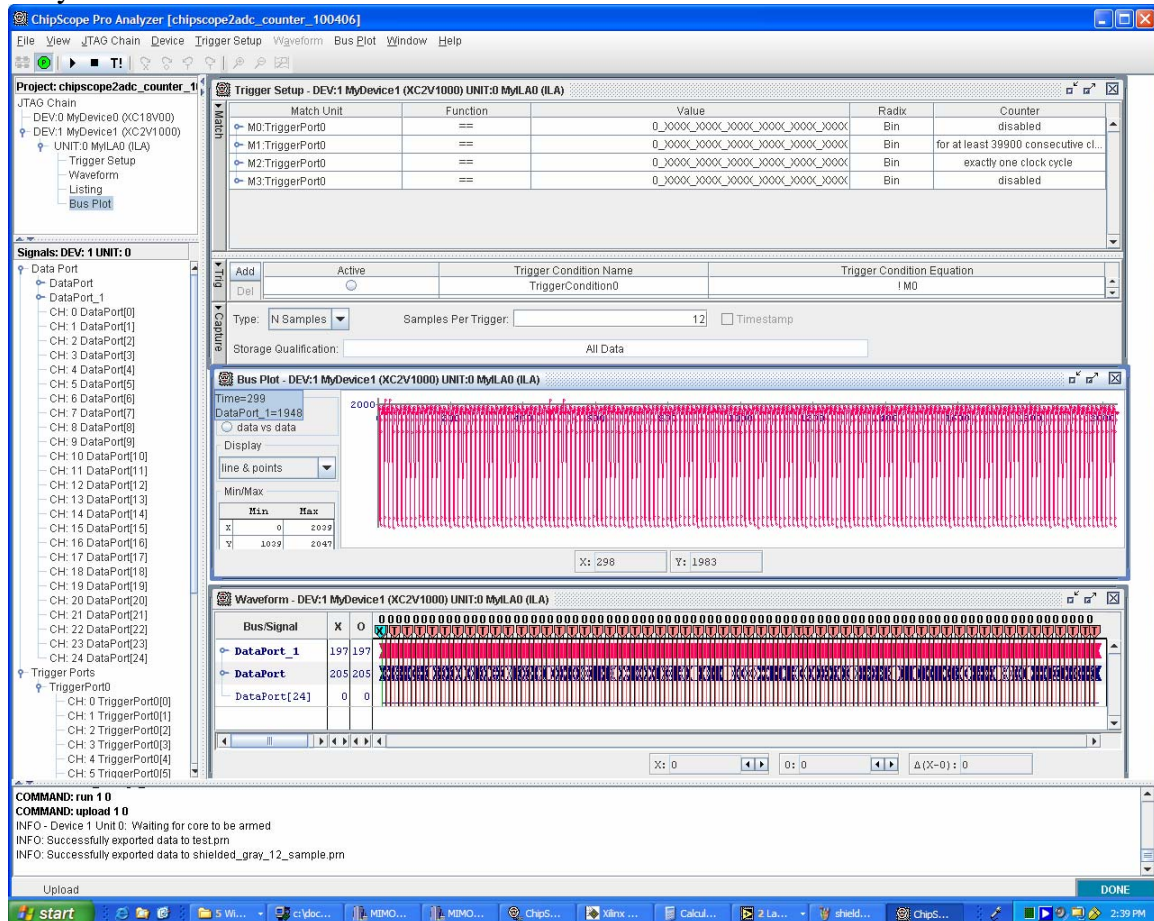 ChipScope Pro Analyzer [chipscope2adc_counter_100406]
File View JTAG Chain Device Trigger Setup Waveform Bus Plot Window Help
T!
Project: chipscope2adc_counter_1
JTAG Chain
DEV:0 MyDevice0 (XC18V00)
DEV:1 MyDevice1 (XC2V1000)
UNIT:0 MyILA0 (ILA)
Trigger Setup
Waveform
Listing
Bus Plot
Signals: DEV: 1 UNIT: 0
Data Port
DataPort
DataPort_1
CH: 0 DataPort[0]
CH: 1 DataPort[1]
CH: 2 DataPort[2]
CH: 3 DataPort[3]
CH: 4 DataPort[4]
CH: 5 DataPort[5]
CH: 6 DataPort[6]
CH: 7 DataPort[7]
CH: 8 DataPort[8]
CH: 9 DataPort[9]
CH: 10 DataPort[10]
CH: 11 DataPort[11]
CH: 12 DataPort[12]
CH: 13 DataPort[13]
CH: 14 DataPort[14]
CH: 15 DataPort[15]
CH: 16 DataPort[16]
CH: 17 DataPort[17]
CH: 18 DataPort[18]
CH: 19 DataPort[19]
CH: 20 DataPort[20]
CH: 21 DataPort[21]
CH: 22 DataPort[22]
CH: 23 DataPort[23]
CH: 24 DataPort[24]
Trigger Ports
TriggerPort0
CH: 0 TriggerPort0[0]
CH: 1 TriggerPort0[1]
CH: 2 TriggerPort0[2]
CH: 3 TriggerPort0[3]
CH: 4 TriggerPort0[4]
CH: 5 TriggerPort0[5]
Trigger Setup - DEV:1 MyDevice1 (XC2V1000) UNIT:0 MyILA0 (ILA)
Match
Match Unit Function Value Radix Counter
M0:TriggerPort0 == 0_XXXX_XXXX_XXXX_XXXX_XXXX Bin disabled
M1:TriggerPort0 == 0_XXXX_XXXX_XXXX_XXXX_XXXX Bin for at least 39900 consecutive cl...
M2:TriggerPort0 == 0_XXXX_XXXX_XXXX_XXXX_XXXX Bin exactly one clock cycle
M3:TriggerPort0 == 0_XXXX_XXXX_XXXX_XXXX_XXXX Bin disabled
Trig
Add Active Trigger Condition Name Trigger Condition Equation
Del TriggerCondition0 ! M0
Capture
Type: N Samples Samples Per Trigger: 12 Timestamp
Storage Qualification: All Data
Bus Plot - DEV:1 MyDevice1 (XC2V1000) UNIT:0 MyILA0 (ILA)
Time=299
DataPort_1=1948
data vs data
Display
line & points
Min/Max
Min Max
X 0 2039
Y 1039 2047
2000
X: 298 Y: 1983
Waveform - DEV:1 MyDevice1 (XC2V1000) UNIT:0 MyILA0 (ILA)
Bus/Signal X O
DataPort_1 197 197
DataPort 205 205
DataPort[24] 0 0
X: 0 O: 0 Δ(X-O): 0
COMMAND: run 1 0
COMMAND: upload 1 0
INFO - Device 1 Unit 0: Waiting for core to be armed
INFO: Successfully exported data to test.prn
INFO: Successfully exported data to shielded_gray_12_sample.prn
Upload DONE
start 5 Wi... c:\doc... MIMO... MIMO... ChipS... Xilinx ... Calcul... 2 La... shield... ChipS... 2:39 PM